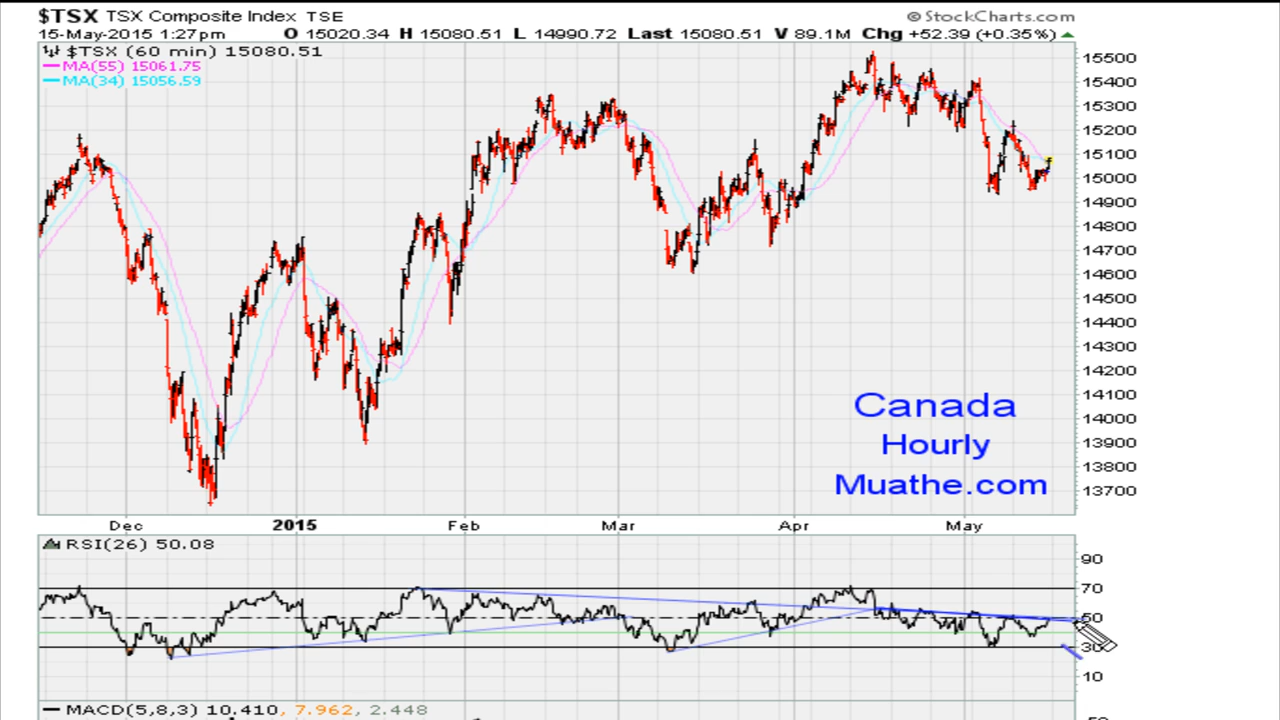 $TSX TSX Composite Index TSE
© StockCharts.com
15-May-2015 1:27pm O 15020.34 H 15080.51 L 14990.72 Last 15080.51 V 89.1M Chg +52.39 (+0.35%)
$TSX (60 min) 15080.51
MA(55) 15061.75
MA(34) 15056.59
15500
15400
15300
15200
15100
15000
14900
14800
14700
14600
14500
14400
14300
14200
14100
14000
13900
13800
13700
Canada
Hourly
Muathe.com
Dec 2015 Feb Mar Apr May
RSI(26) 50.08
90
70
50
30
10
MACD(5,8,3) 10.410, 7.962, 2.448